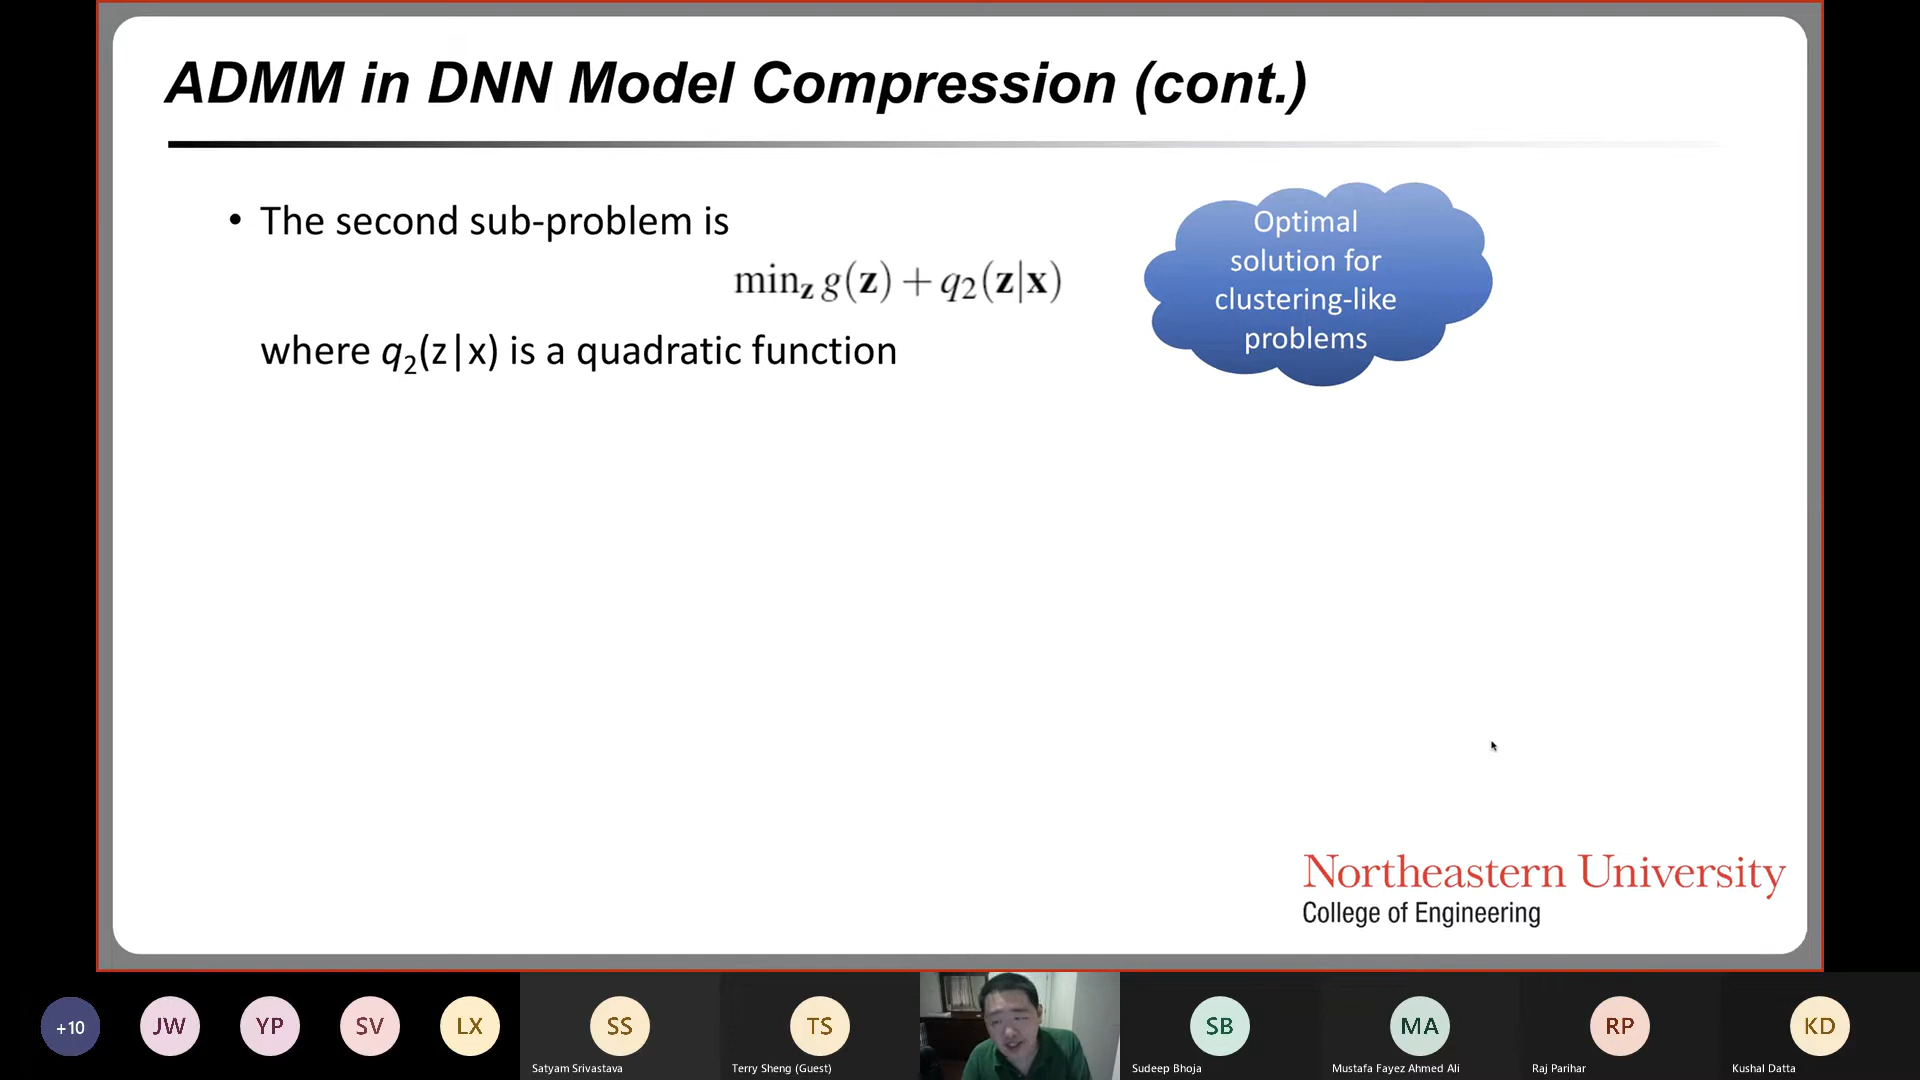 ADMM in DNN Model Compression (cont.)
• The second sub-problem is
min_z g(z) + q₂(z|x)
where q₂(z|x) is a quadratic function
Optimal
solution for
clustering-like
problems
Northeastern University
College of Engineering
+10
JW
YP
SV
LX
SS
Satyam Srivastava
TS
Terry Sheng (Guest)
SB
Sudeep Bhoja
MA
Mustafa Fayez Ahmed Ali
RP
Raj Parihar
KD
Kushal Datta